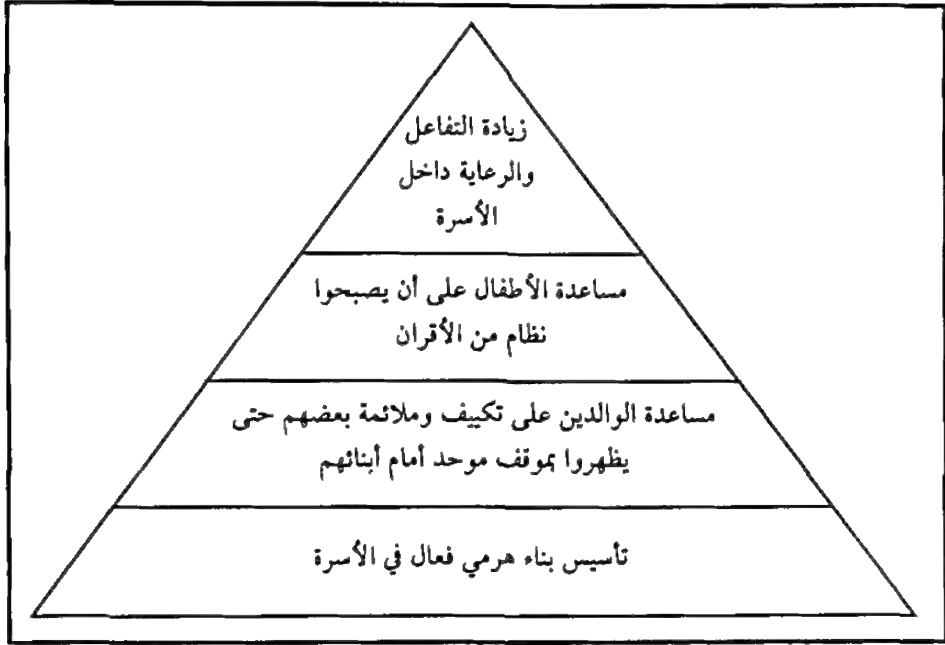 زيادة التفاعل
والرعاية داخل
الأسرة
مساعدة الأطفال على أن يصبحوا
نظام من الأقران
مساعدة الوالدين على تكييف وملائمة بعضهم حتى
يظهروا بموقف موحد أمام أبنائهم
تأسيس بناء هرمي فعال في الأسرة